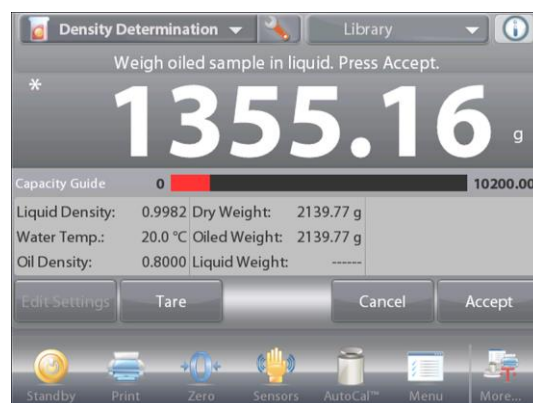 Density Determination Library
Weigh oiled sample in liquid. Press Accept.
* 1355.16 g
Capacity Guide 0 10200.00
Liquid Density: 0.9982 Dry Weight: 2139.77 g
Water Temp.: 20.0 °C Oiled Weight: 2139.77 g
Oil Density: 0.8000 Liquid Weight: ------
Edit Settings Tare Cancel Accept
Standby Print Zero Sensors AutoCal™ Menu More...